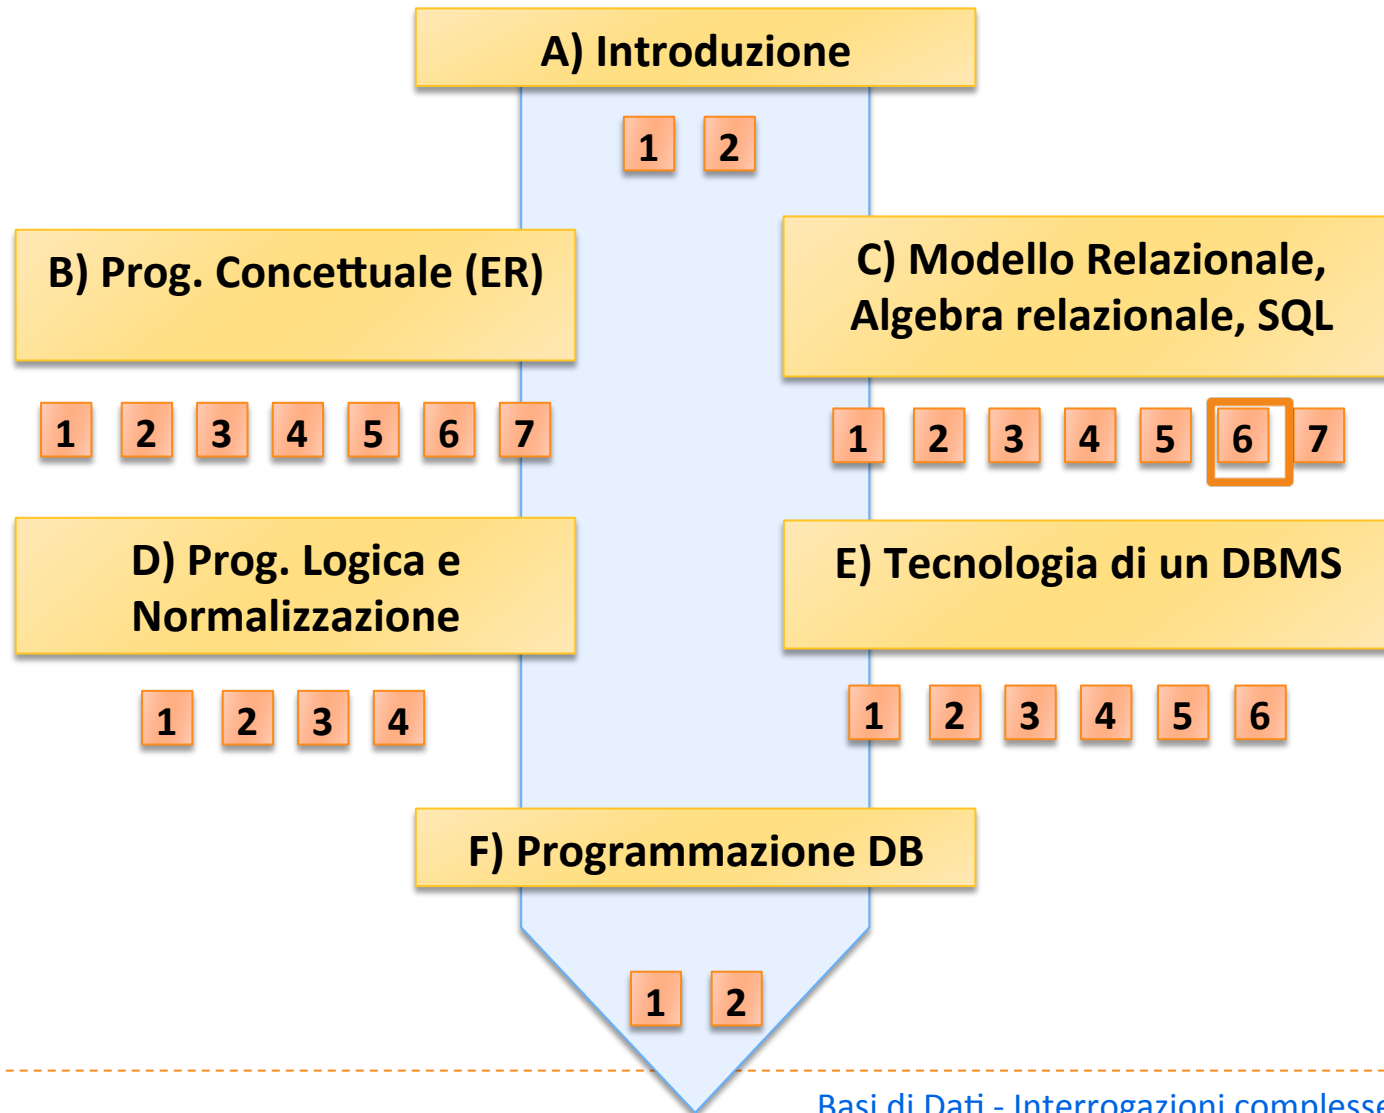 A) Introduzione
1 2
B) Prog. Concettuale (ER)
1 2 3 4 5 6 7
C) Modello Relazionale,
Algebra relazionale, SQL
1 2 3 4 5 6 7
D) Prog. Logica e
Normalizzazione
1 2 3 4
E) Tecnologia di un DBMS
1 2 3 4 5 6
F) Programmazione DB
1 2
Basi di Dati - Interrogazioni complesse